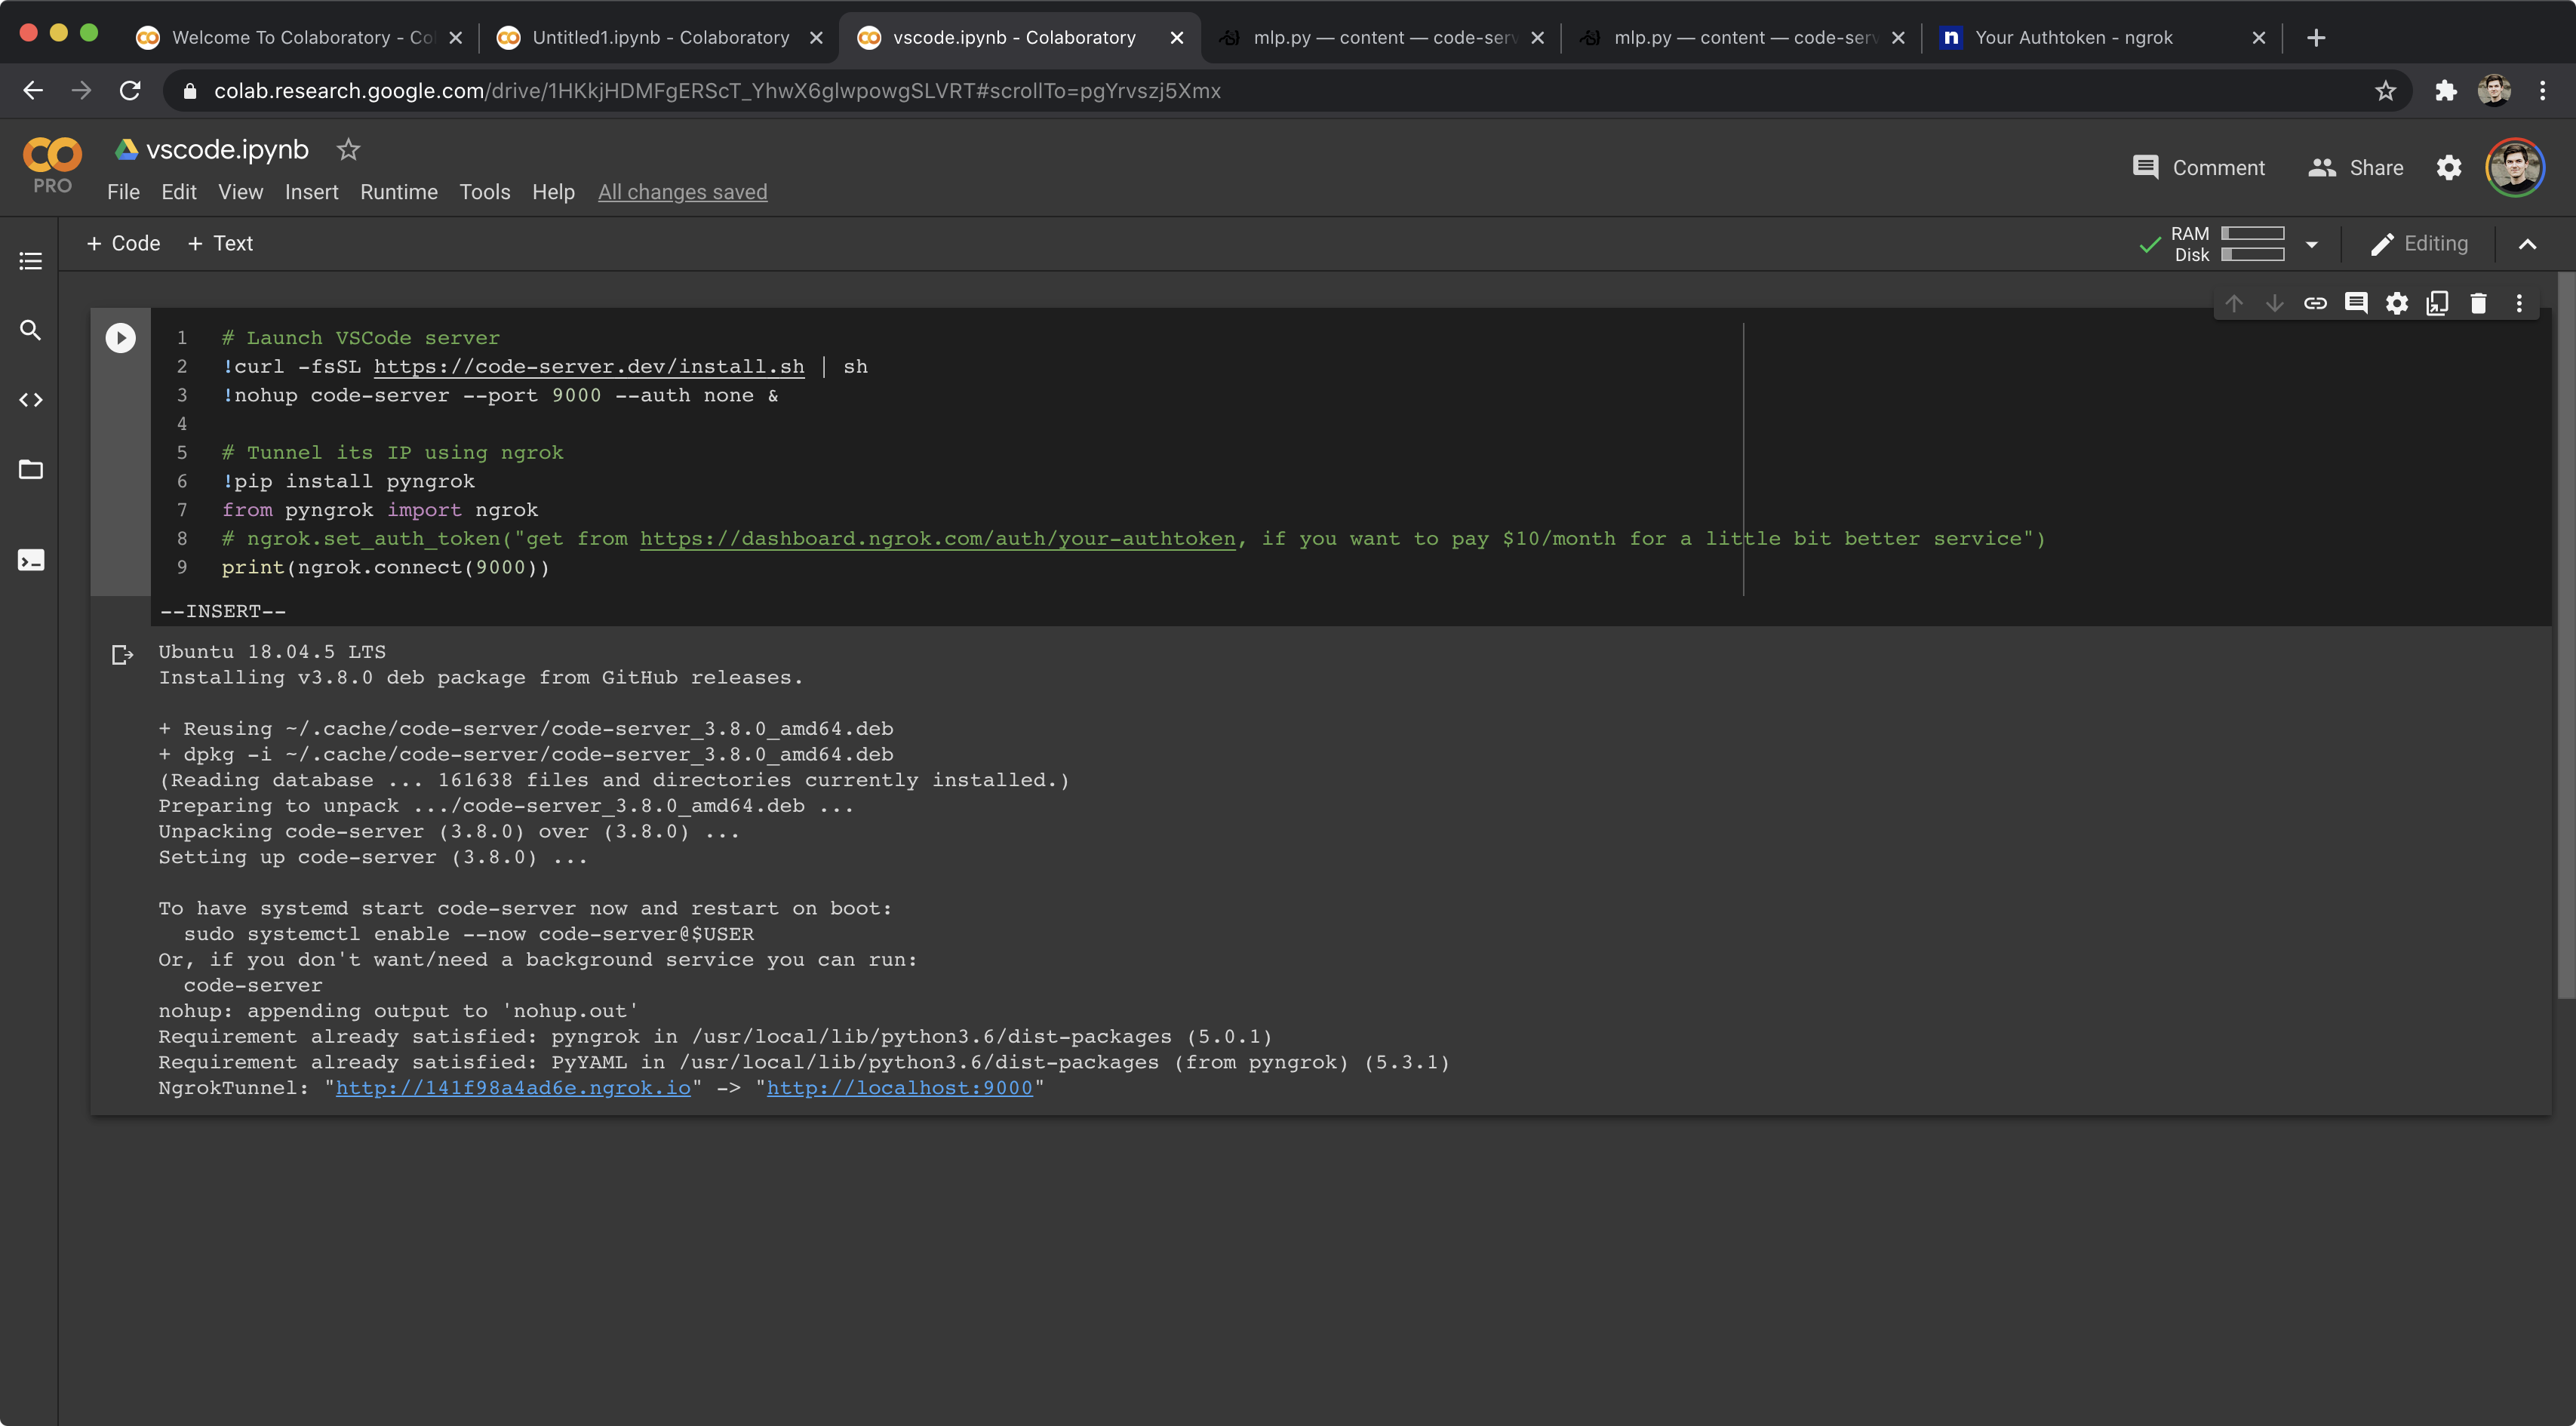 Welcome To Colaboratory - Co
Untitled1.ipynb - Colaboratory
vscode.ipynb - Colaboratory
mlp.py — content — code-serv
mlp.py — content — code-serv
Your Authtoken - ngrok
colab.research.google.com/drive/1HKkjHDMFgERScT_YhwX6glwpowgSLVRT#scrollTo=pgYrvszj5Xmx
PRO
vscode.ipynb
File Edit View Insert Runtime Tools Help All changes saved
Comment Share
+ Code + Text
RAM
Disk
Editing
1 # Launch VSCode server
2 !curl -fsSL https://code-server.dev/install.sh | sh
3 !nohup code-server --port 9000 --auth none &
4
5 # Tunnel its IP using ngrok
6 !pip install pyngrok
7 from pyngrok import ngrok
8 # ngrok.set_auth_token("get from https://dashboard.ngrok.com/auth/your-authtoken, if you want to pay $10/month for a little bit better service")
9 print(ngrok.connect(9000))
--INSERT--
Ubuntu 18.04.5 LTS
Installing v3.8.0 deb package from GitHub releases.
+ Reusing ~/.cache/code-server/code-server_3.8.0_amd64.deb
+ dpkg -i ~/.cache/code-server/code-server_3.8.0_amd64.deb
(Reading database ... 161638 files and directories currently installed.)
Preparing to unpack .../code-server_3.8.0_amd64.deb ...
Unpacking code-server (3.8.0) over (3.8.0) ...
Setting up code-server (3.8.0) ...
To have systemd start code-server now and restart on boot:
sudo systemctl enable --now code-server@$USER
Or, if you don't want/need a background service you can run:
code-server
nohup: appending output to 'nohup.out'
Requirement already satisfied: pyngrok in /usr/local/lib/python3.6/dist-packages (5.0.1)
Requirement already satisfied: PyYAML in /usr/local/lib/python3.6/dist-packages (from pyngrok) (5.3.1)
NgrokTunnel: "http://141f98a4ad6e.ngrok.io" -> "http://localhost:9000"